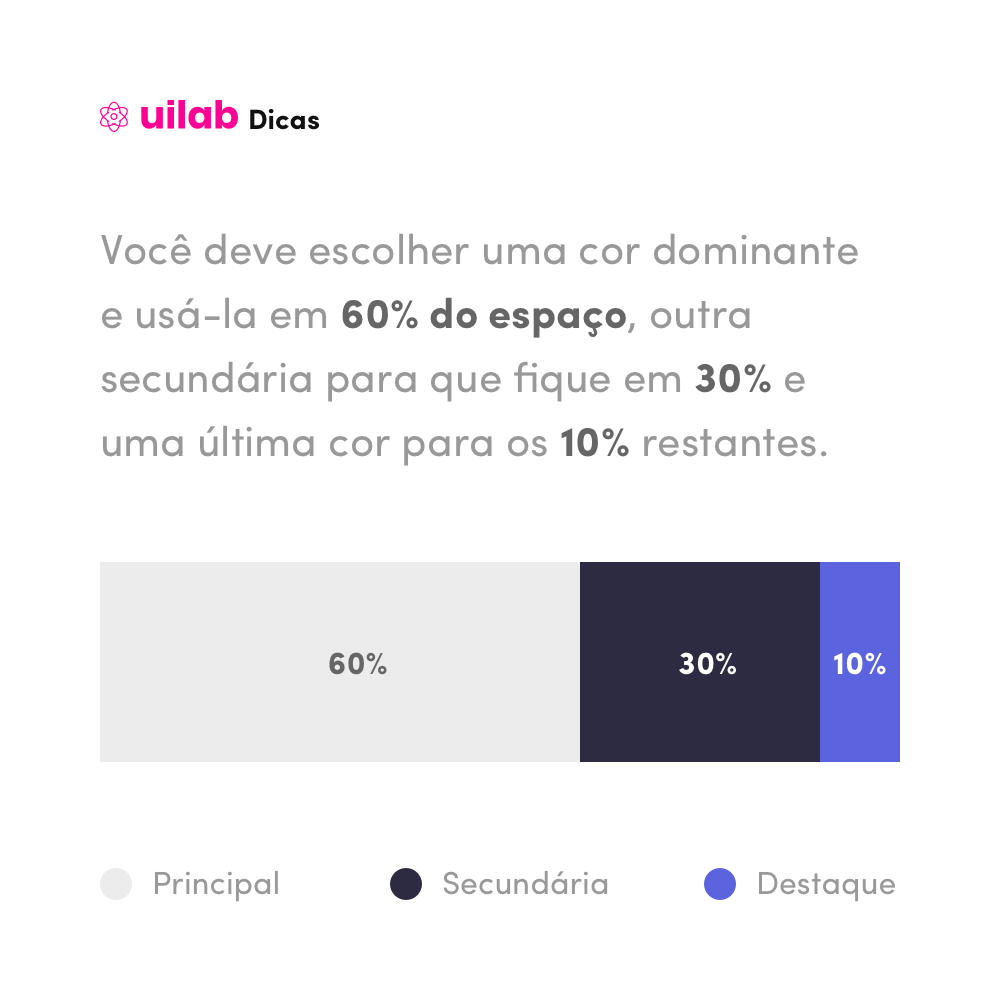 uilab Dicas
Você deve escolher uma cor dominante
e usá-la em 60% do espaço, outra
secundária para que fique em 30% e
uma última cor para os 10% restantes.
60% 30% 10%
Principal Secundária Destaque